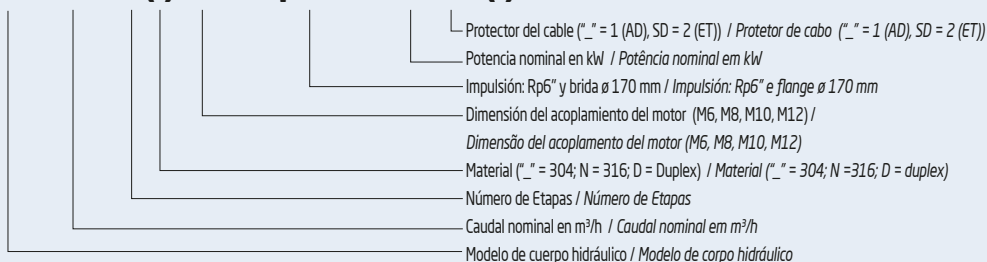 Protector del cable (“_” = 1 (AD), SD = 2 (ET)) / Protetor de cabo (“_” = 1 (AD), SD = 2 (ET))
Potencia nominal en kW / Potência nominal em kW
Impulsión: Rp6” y brida ø 170 mm / Impulsión: Rp6” e flange ø 170 mm
Dimensión del acoplamiento del motor (M6, M8, M10, M12) /
Dimensão del acoplamento del motor (M6, M8, M10, M12)
Material (“_” = 304; N = 316; D = Duplex) / Material (“_” = 304; N =316; D = duplex)
Número de Etapas / Número de Etapas
Caudal nominal en m³/h / Caudal nominal em m³/h
Modelo de cuerpo hidráulico / Modelo de corpo hidráulico